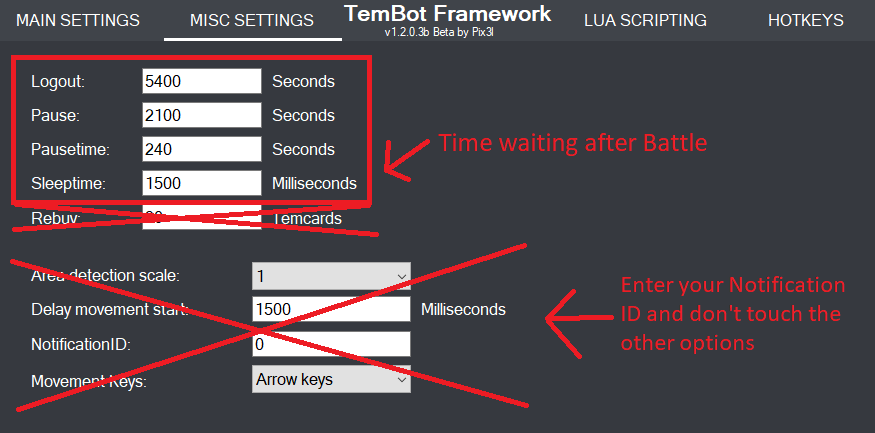 MAIN SETTINGS
MISC SETTINGS
TemBot Framework
v1.2.0.3b Beta by Pix3l
LUA SCRIPTING
HOTKEYS
Logout: 5400 Seconds
Pause: 2100 Seconds
Pausetime: 240 Seconds
Sleeptime: 1500 Milliseconds
Time waiting after Battle
Rebuy: Temcards
Area detection scale: 1
Delay movement start: 1500 Milliseconds
NotificationID: 0
Movement Keys: Arrow keys
Enter your Notification
ID and don't touch the
other options